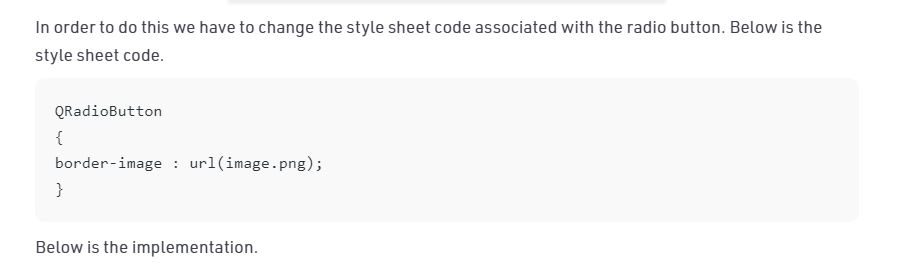 In order to do this we have to change the style sheet code associated with the radio button. Below is the
style sheet code.
QRadioButton
{
border-image : url(image.png);
}
Below is the implementation.